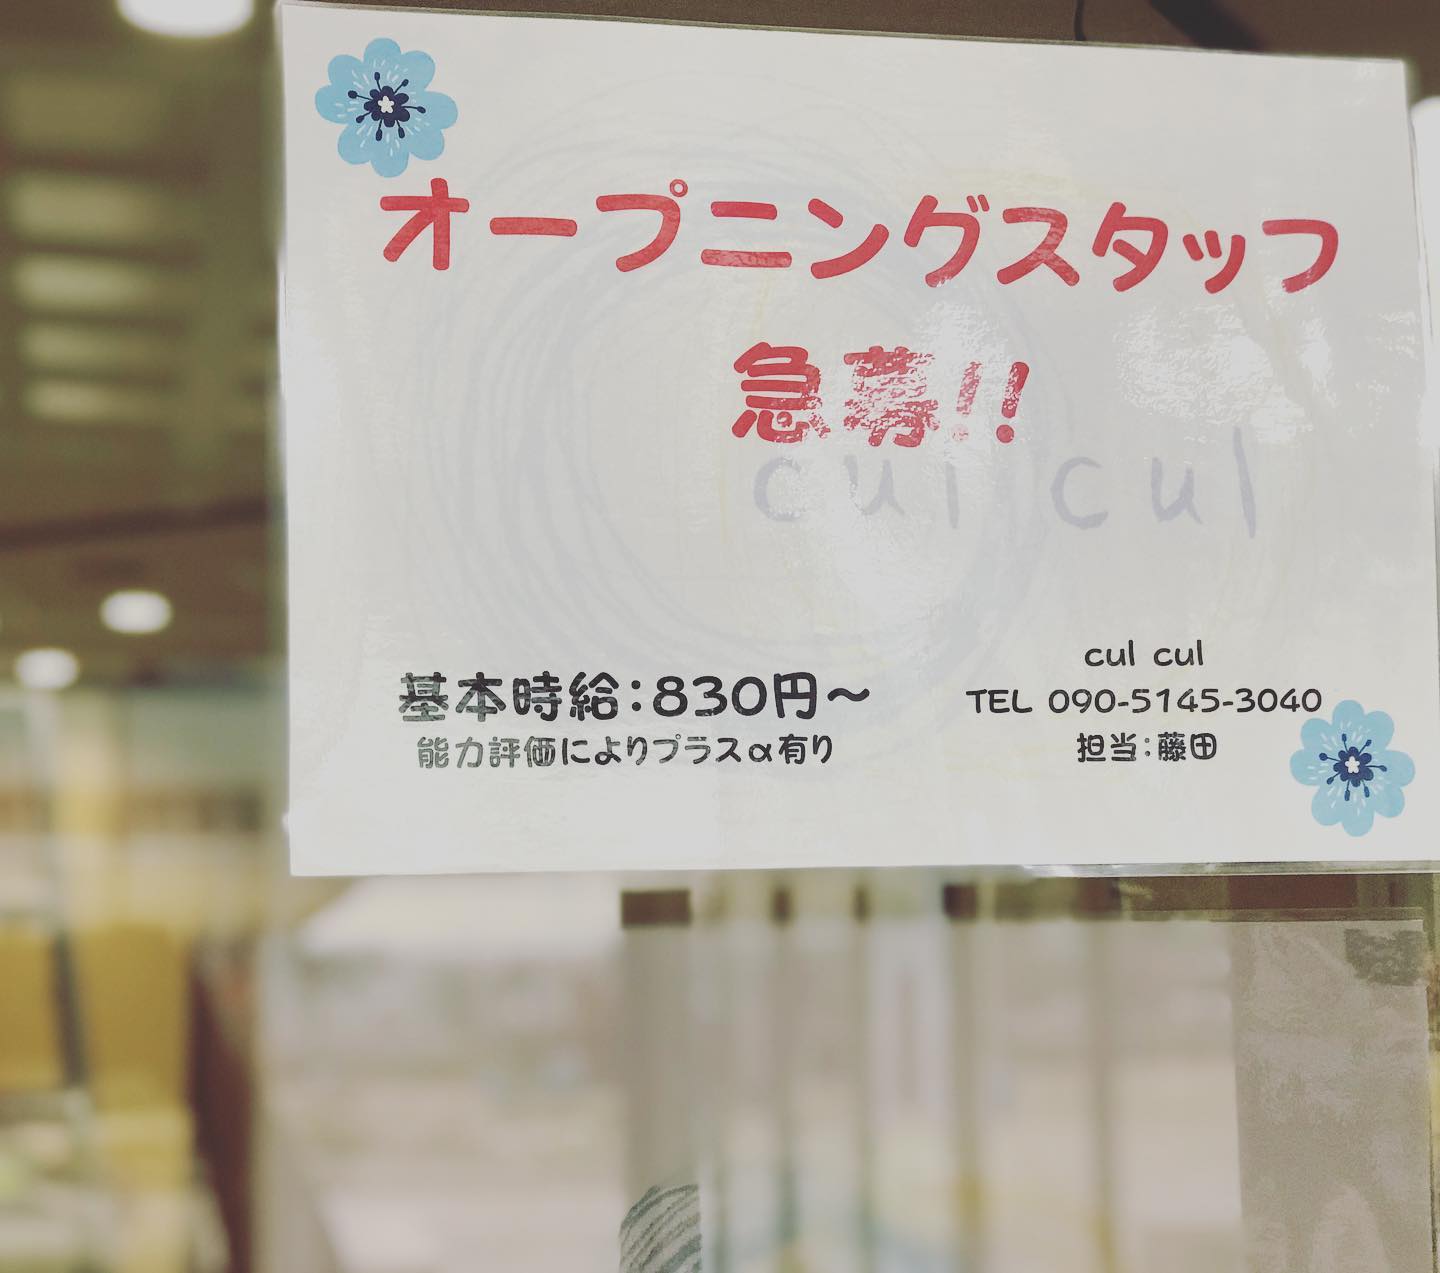 オープニングスタッフ
急募!!
cul cul
基本時給:830円～
能力評価によりプラスα有り
cul cul
TEL 090-5145-3040
担当:藤田